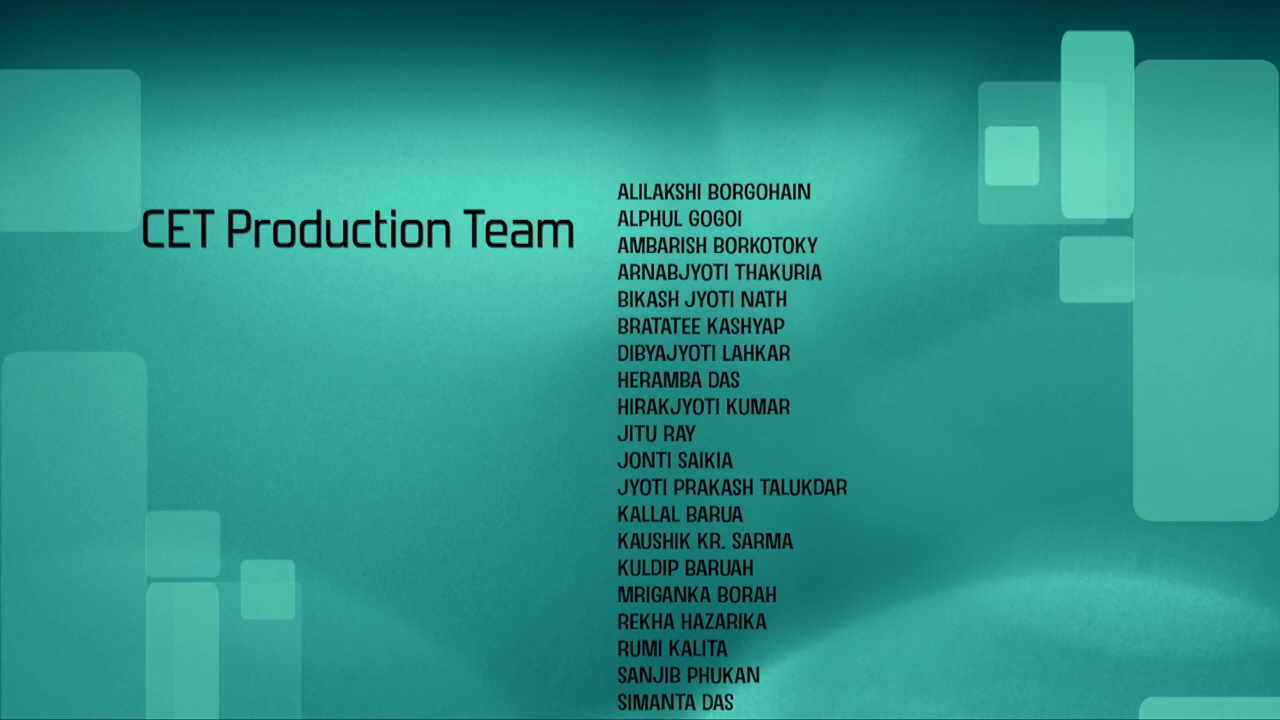 CET Production Team
ALILAKSHI BORGOHAIN
ALPHUL GOGOI
AMBARISH BORKOTOKY
ARNABJYOTI THAKURIA
BIKASH JYOTI NATH
BRATATEE KASHYAP
DIBYAJYOTI LAHKAR
HERAMBA DAS
HIRAKJYOTI KUMAR
JITU RAY
JONTI SAIKIA
JYOTI PRAKASH TALUKDAR
KALLAL BARUA
KAUSHIK KR. SARMA
KULDIP BARUAH
MRIGANKA BORAH
REKHA HAZARIKA
RUMI KALITA
SANJIB PHUKAN
SIMANTA DAS